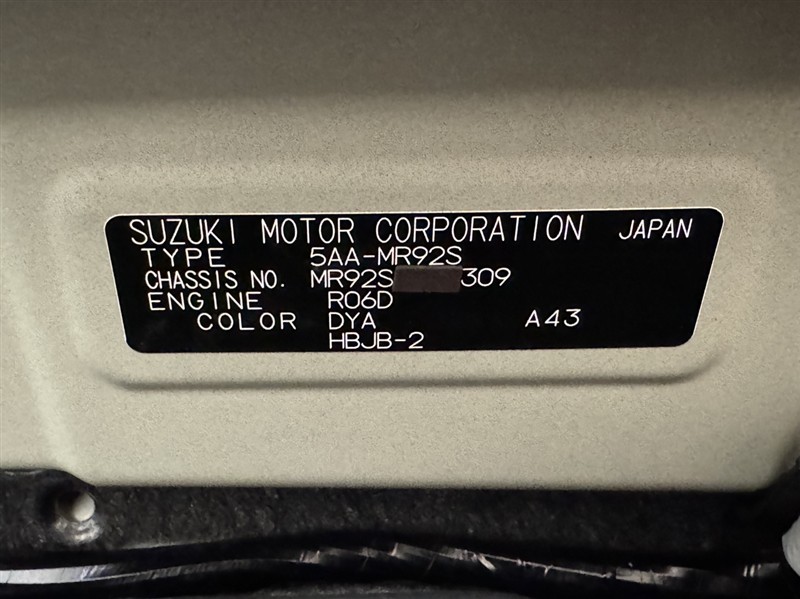 SUZUKI MOTOR CORPORATION JAPAN
TYPE 5AA-MR92S
CHASSIS NO. MR92S 309
ENGINE R06D
COLOR DYA A43
HBJB-2